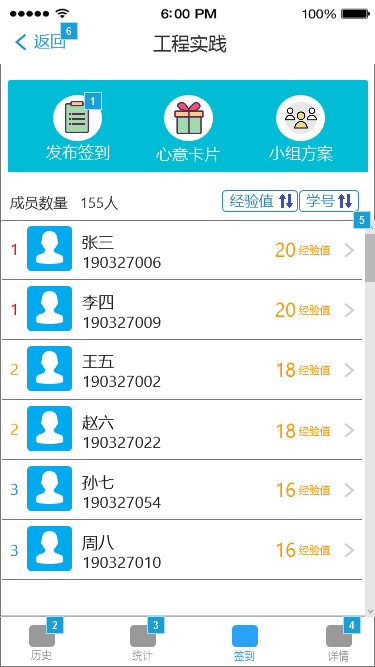 6:00 PM 100%
返回 6
工程实践
1
发布签到 心意卡片 小组方案
成员数量 155人 经验值 学号
5
1 张三 20 经验值
190327006
1 李四 20 经验值
190327009
2 王五 18 经验值
190327002
2 赵六 18 经验值
190327022
3 孙七 16 经验值
190327054
3 周八 16 经验值
190327010
2 3 4
历史 统计 签到 详情